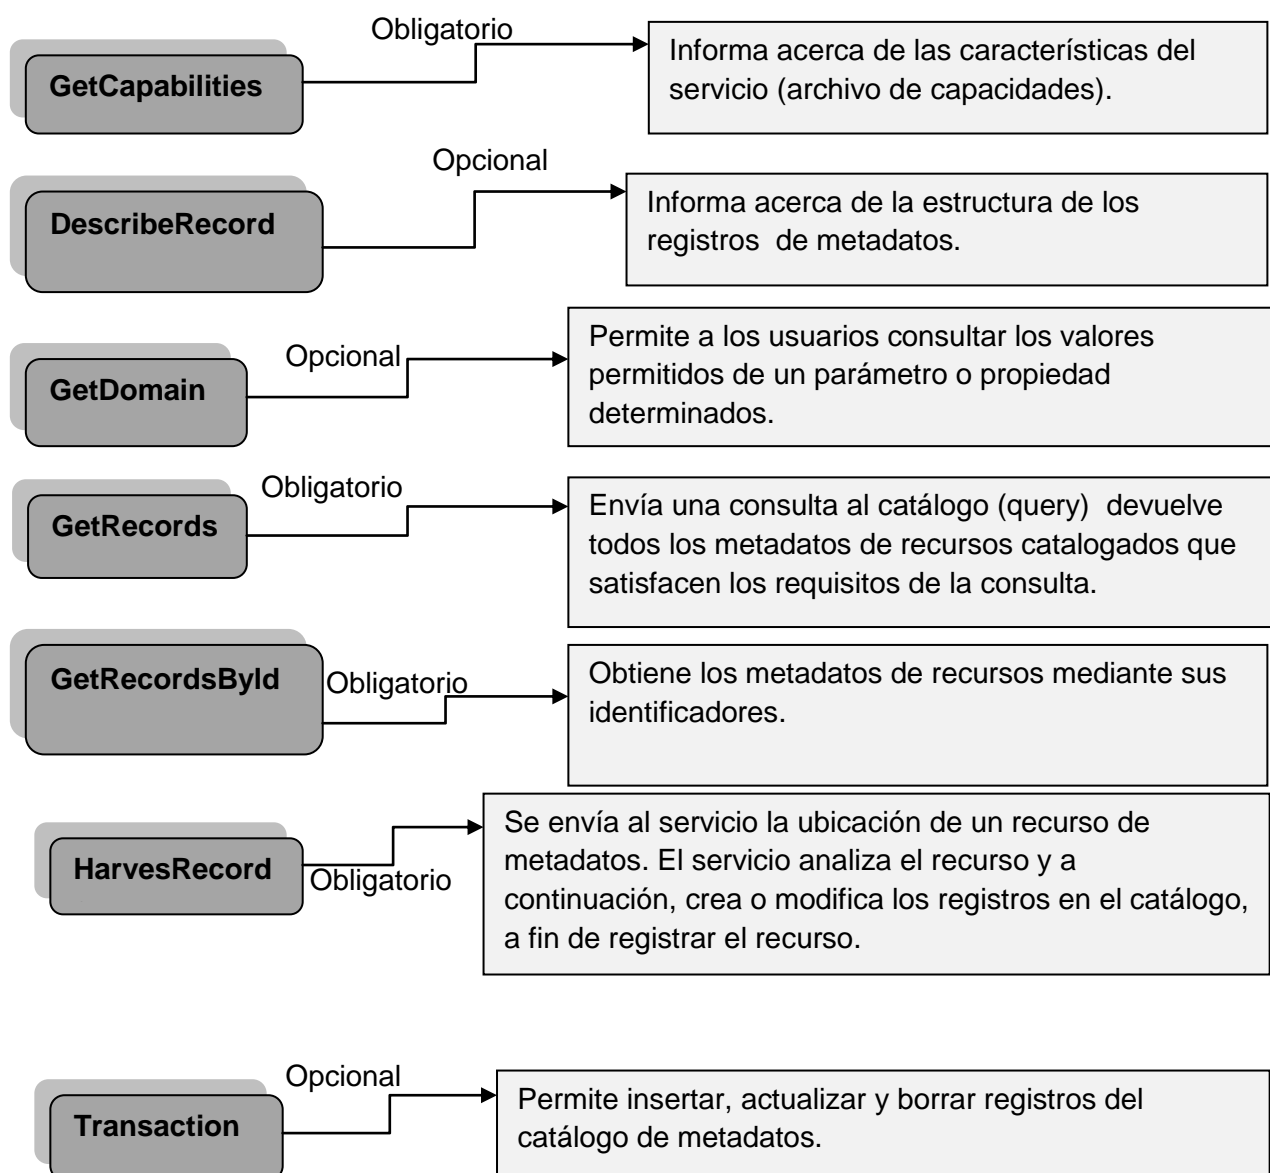 Obligatorio
GetCapabilities
Informa acerca de las características del
servicio (archivo de capacidades).
Opcional
DescribeRecord
Informa acerca de la estructura de los
registros de metadatos.
Opcional
GetDomain
Permite a los usuarios consultar los valores
permitidos de un parámetro o propiedad
determinados.
Obligatorio
GetRecords
Envía una consulta al catálogo (query) devuelve
todos los metadatos de recursos catalogados que
satisfacen los requisitos de la consulta.
GetRecordsById
Obligatorio
Obtiene los metadatos de recursos mediante sus
identificadores.
HarvesRecord
Obligatorio
Se envía al servicio la ubicación de un recurso de
metadatos. El servicio analiza el recurso y a
continuación, crea o modifica los registros en el catálogo,
a fin de registrar el recurso.
Opcional
Transaction
Permite insertar, actualizar y borrar registros del
catálogo de metadatos.